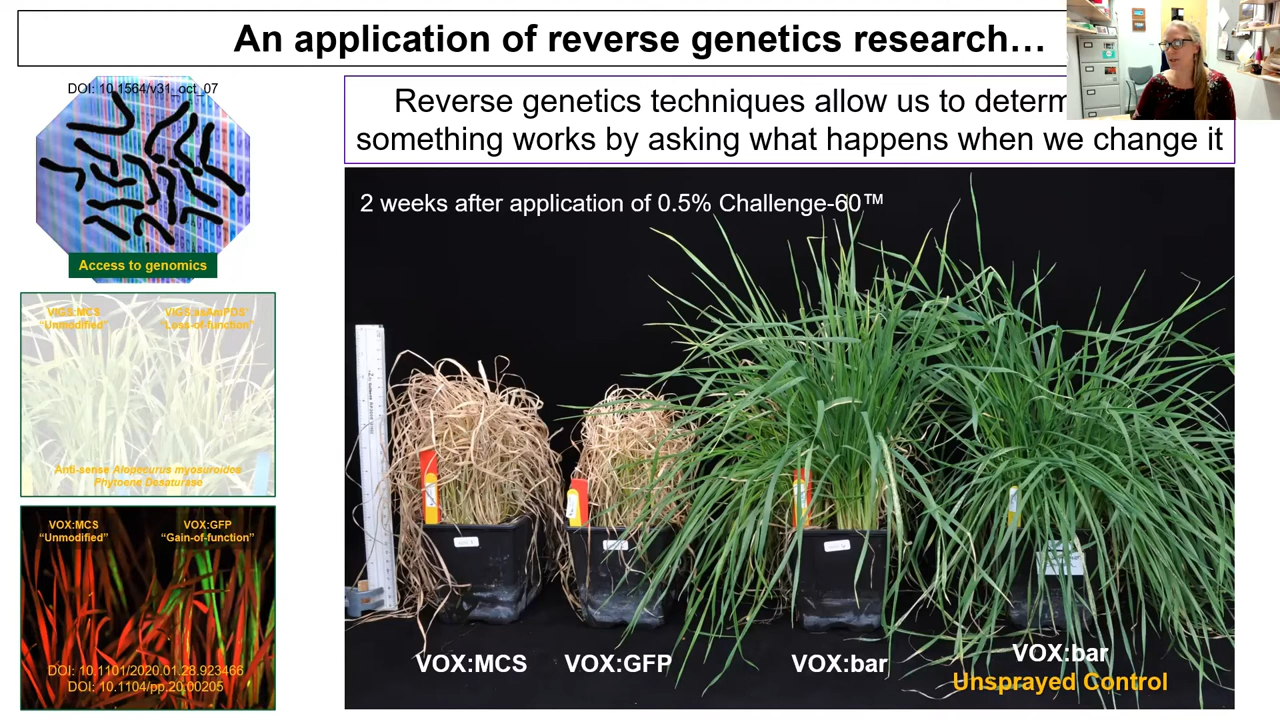 An application of reverse genetics research…
DOI: 10.1564/v31_oct_07
Access to genomics
Reverse genetics techniques allow us to determ
something works by asking what happens when we change it
VIGS:MCS
"Unmodified"
VIGS:asAmPDS
"Loss-of-function"
Anti-sense Alopecurus myosuroides
Phytoene Desaturase
VOX:MCS
"Unmodified"
VOX:GFP
"Gain-of-function"
DOI: 10.1101/2020.01.28.923466
DOI: 10.1104/pp.20.00205
2 weeks after application of 0.5% Challenge-60™
VOX:MCS
VOX:GFP
VOX:bar
VOX:bar
Unsprayed Control